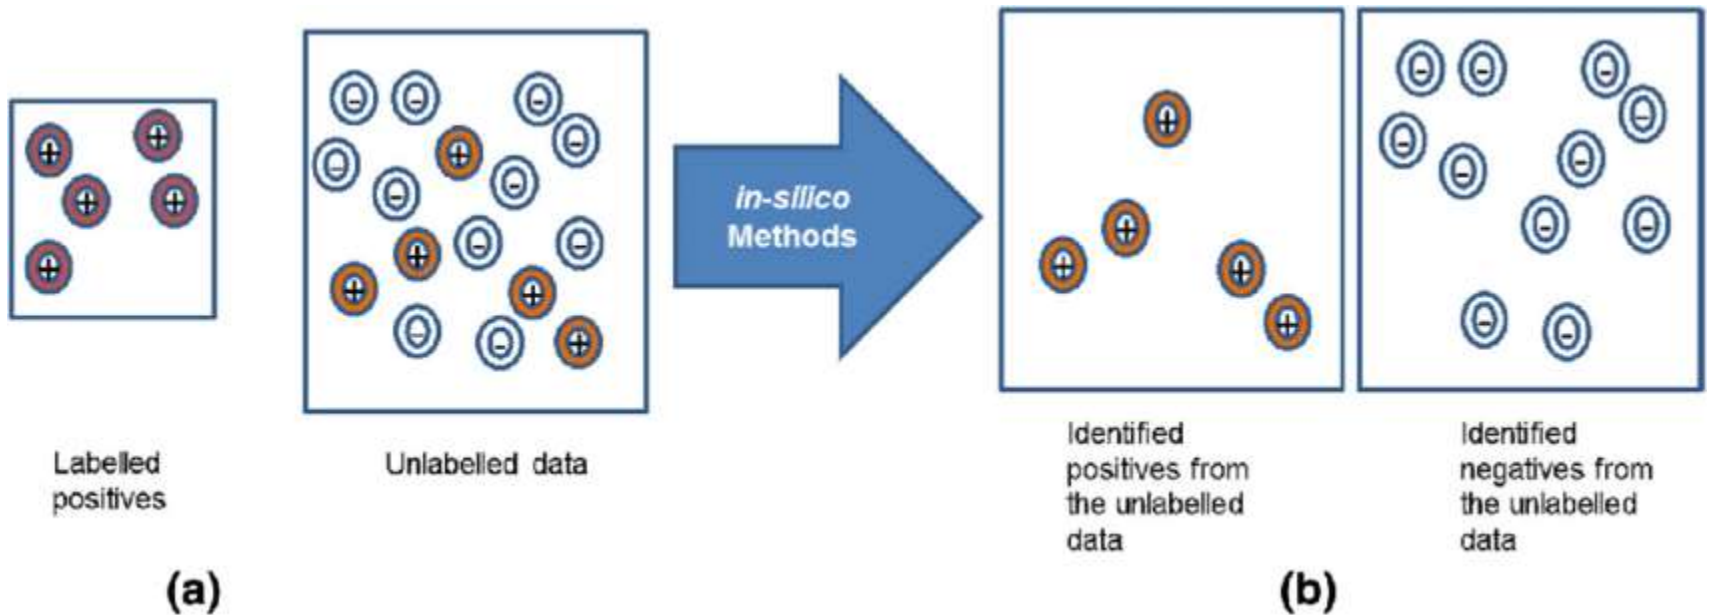 in-silico
Methods
Labelled
positives
Unlabelled data
Identified
positives from
the unlabelled
data
Identified
negatives from
the unlabelled
data
(a)
(b)